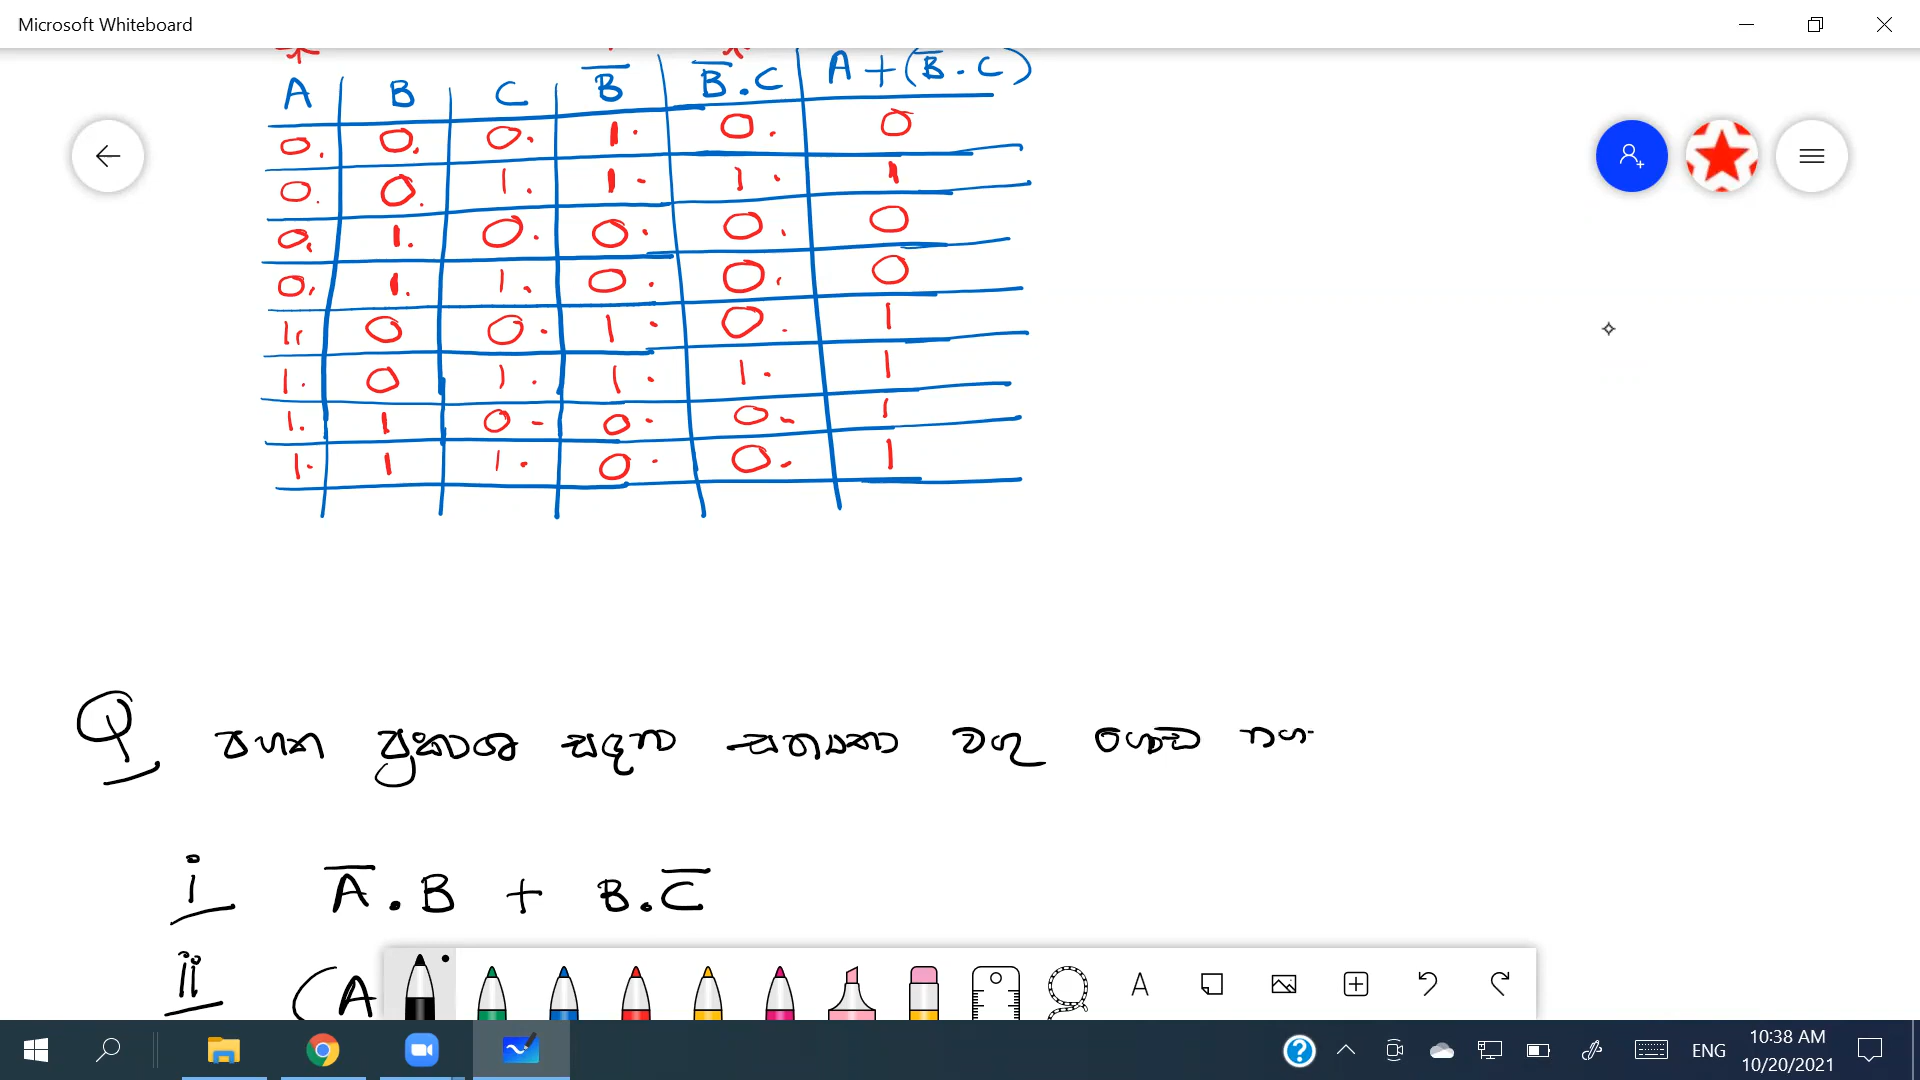 Microsoft Whiteboard
A B C B̅ B̅.C A+(B̅.C)
0. 0. 0. 1. 0. 0
0. 0. 1. 1. 1. 1
0. 1. 0. 0. 0. 0
0. 1. 1. 0. 0. 0
1. 0 0. 1. 0. 1
1. 0 1. 1. 1. 1
1. 1 0. 0. 0. 1
1. 1 1. 0. 0. 1
Q
i A̅.B + B.C̅
ii (A
A
ENG
10:38 AM
10/20/2021